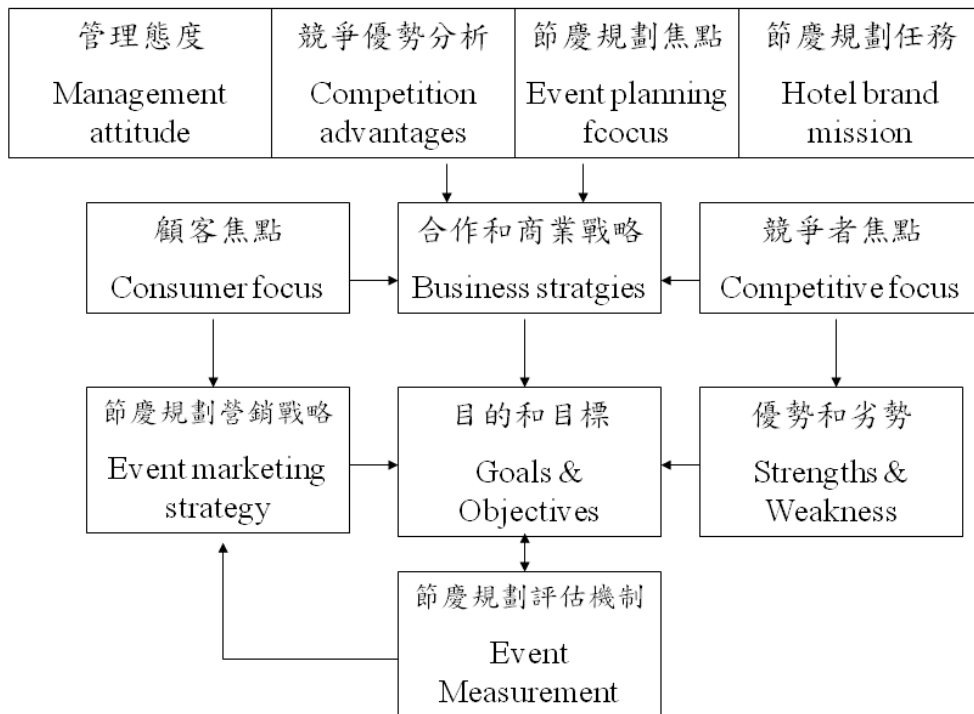 管理態度
Management
attitude
競爭優勢分析
Competition
advantages
節慶規劃焦點
Event planning
fcocus
節慶規劃任務
Hotel brand
mission
顧客焦點
Consumer focus
合作和商業戰略
Business stratgies
競爭者焦點
Competitive focus
節慶規劃營銷戰略
Event marketing
strategy
目的和目標
Goals &
Objectives
優勢和劣勢
Strengths &
Weakness
節慶規劃評估機制
Event
Measurement